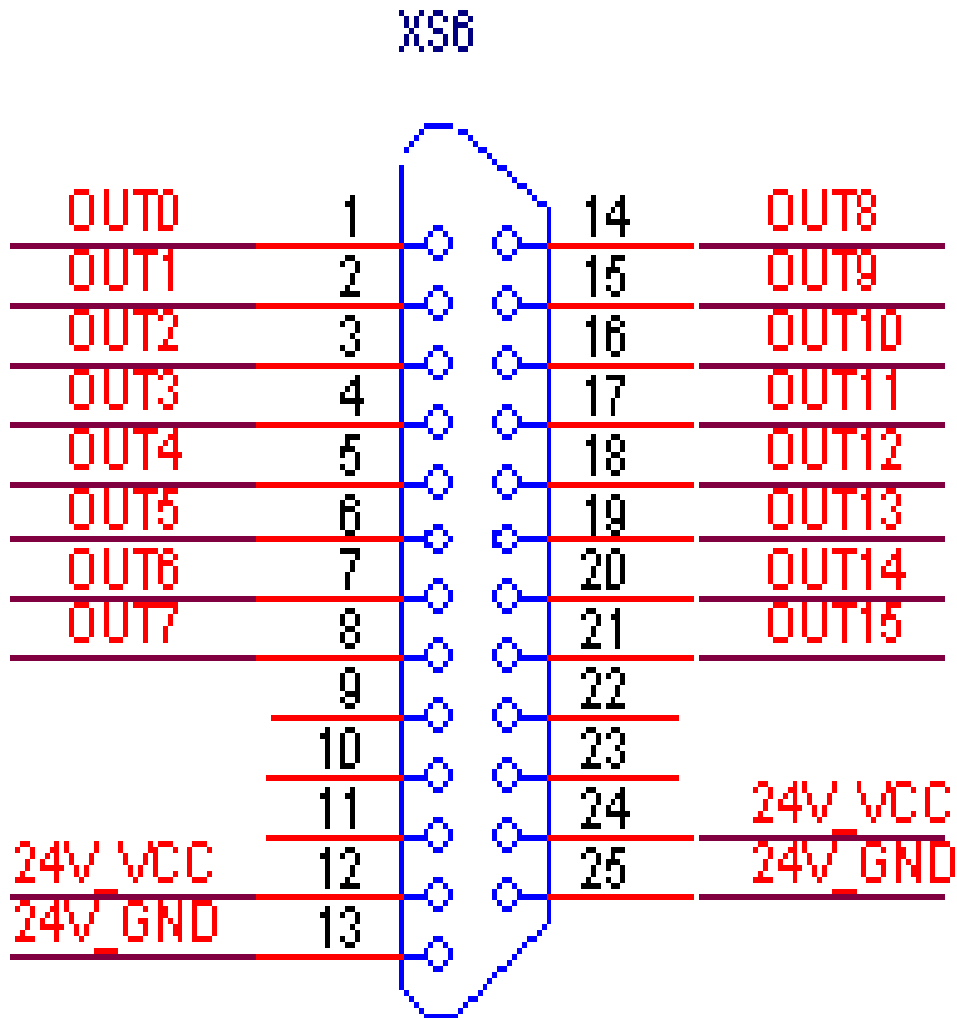 XS6
OUT0 1 14 OUT8
OUT1 2 15 OUT9
OUT2 3 16 OUT10
OUT3 4 17 OUT11
OUT4 5 18 OUT12
OUT5 6 19 OUT13
OUT6 7 20 OUT14
OUT7 8 21 OUT15
9 22
10 23
11 24 24V_VCC
24V_VCC 12 25 24V_GND
24V_GND 13